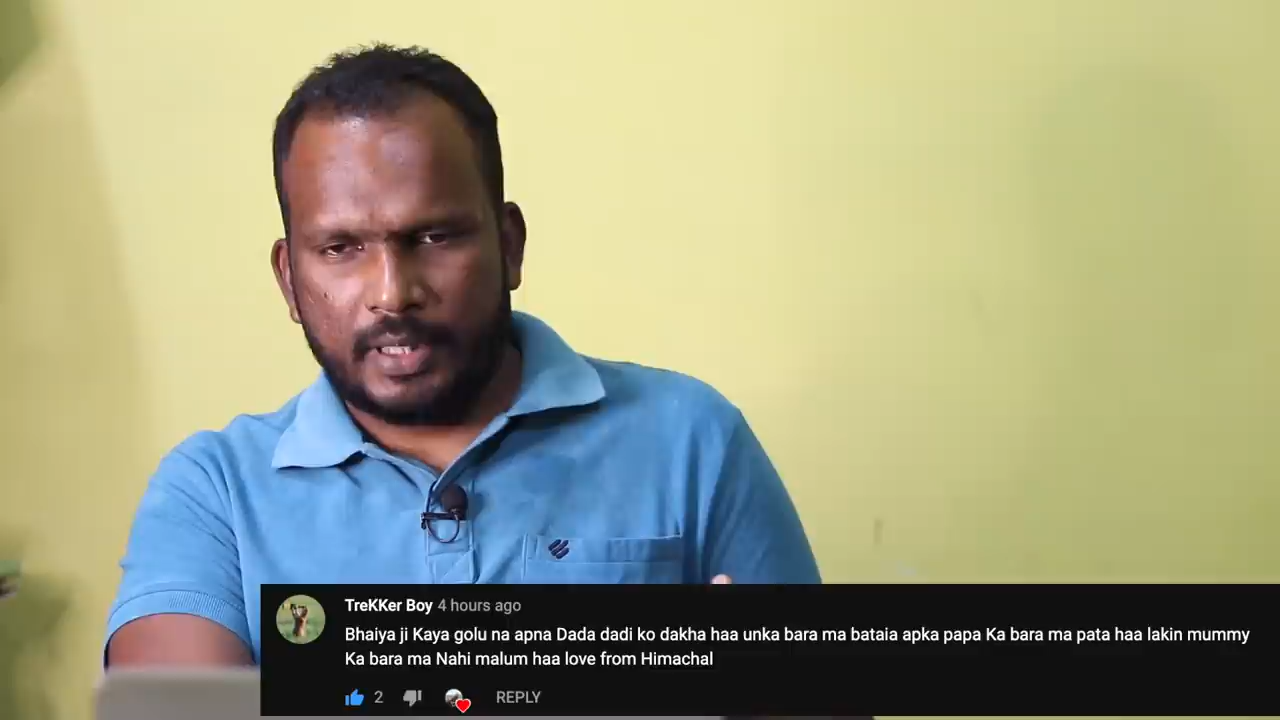 TreKKer Boy 4 hours ago
Bhaiya ji Kaya golu na apna Dada dadi ko dakha haa unka bara ma bataia apka papa Ka bara ma pata haa lakin mummy
Ka bara ma Nahi malum haa love from Himachal
2 REPLY